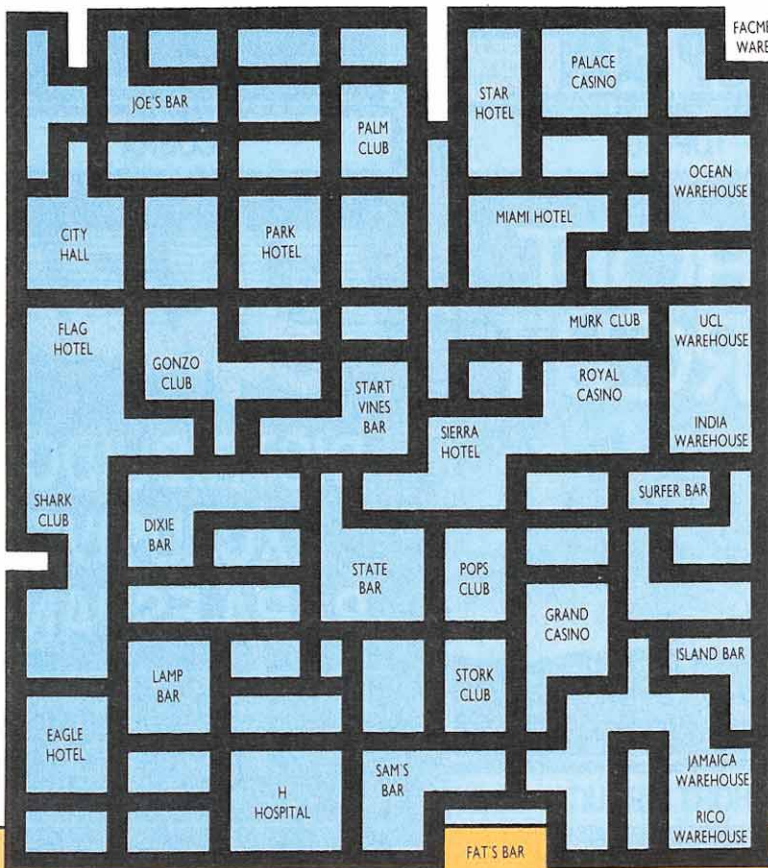 FACME
WARE
PALACE
CASINO
STAR
HOTEL
JOE'S BAR
PALM
CLUB
OCEAN
WAREHOUSE
MIAMI HOTEL
CITY
HALL
PARK
HOTEL
FLAG
HOTEL
MURK CLUB
UCL
WAREHOUSE
GONZO
CLUB
START
VINES
BAR
ROYAL
CASINO
SIERRA
HOTEL
INDIA
WAREHOUSE
SHARK
CLUB
DIXIE
BAR
SURFER BAR
STATE
BAR
POPS
CLUB
GRAND
CASINO
LAMP
BAR
STORK
CLUB
ISLAND BAR
EAGLE
HOTEL
H
HOSPITAL
SAM'S
BAR
JAMAICA
WAREHOUSE
RICO
WAREHOUSE
FAT'S BAR